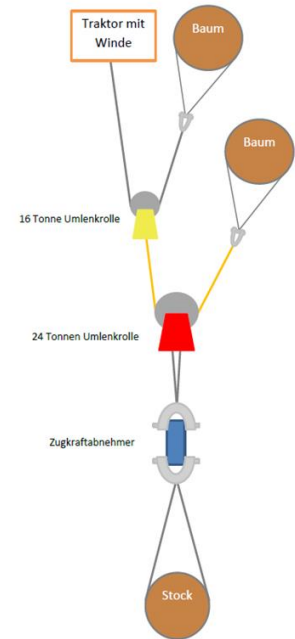 Traktor mit
Winde
Baum
Baum
16 Tonne Umlenkrolle
24 Tonnen Umlenkrolle
Zugkraftabnehmer
Stock